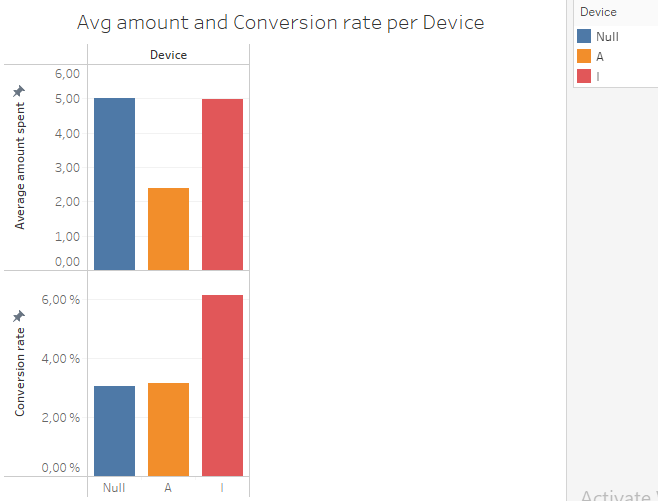 Avg amount and Conversion rate per Device
Device
Average amount spent
6,00
5,00
4,00
3,00
2,00
1,00
0,00
Conversion rate
6,00 %
4,00 %
2,00 %
0,00 %
Null
A
I
Device
Null
A
I
Activate